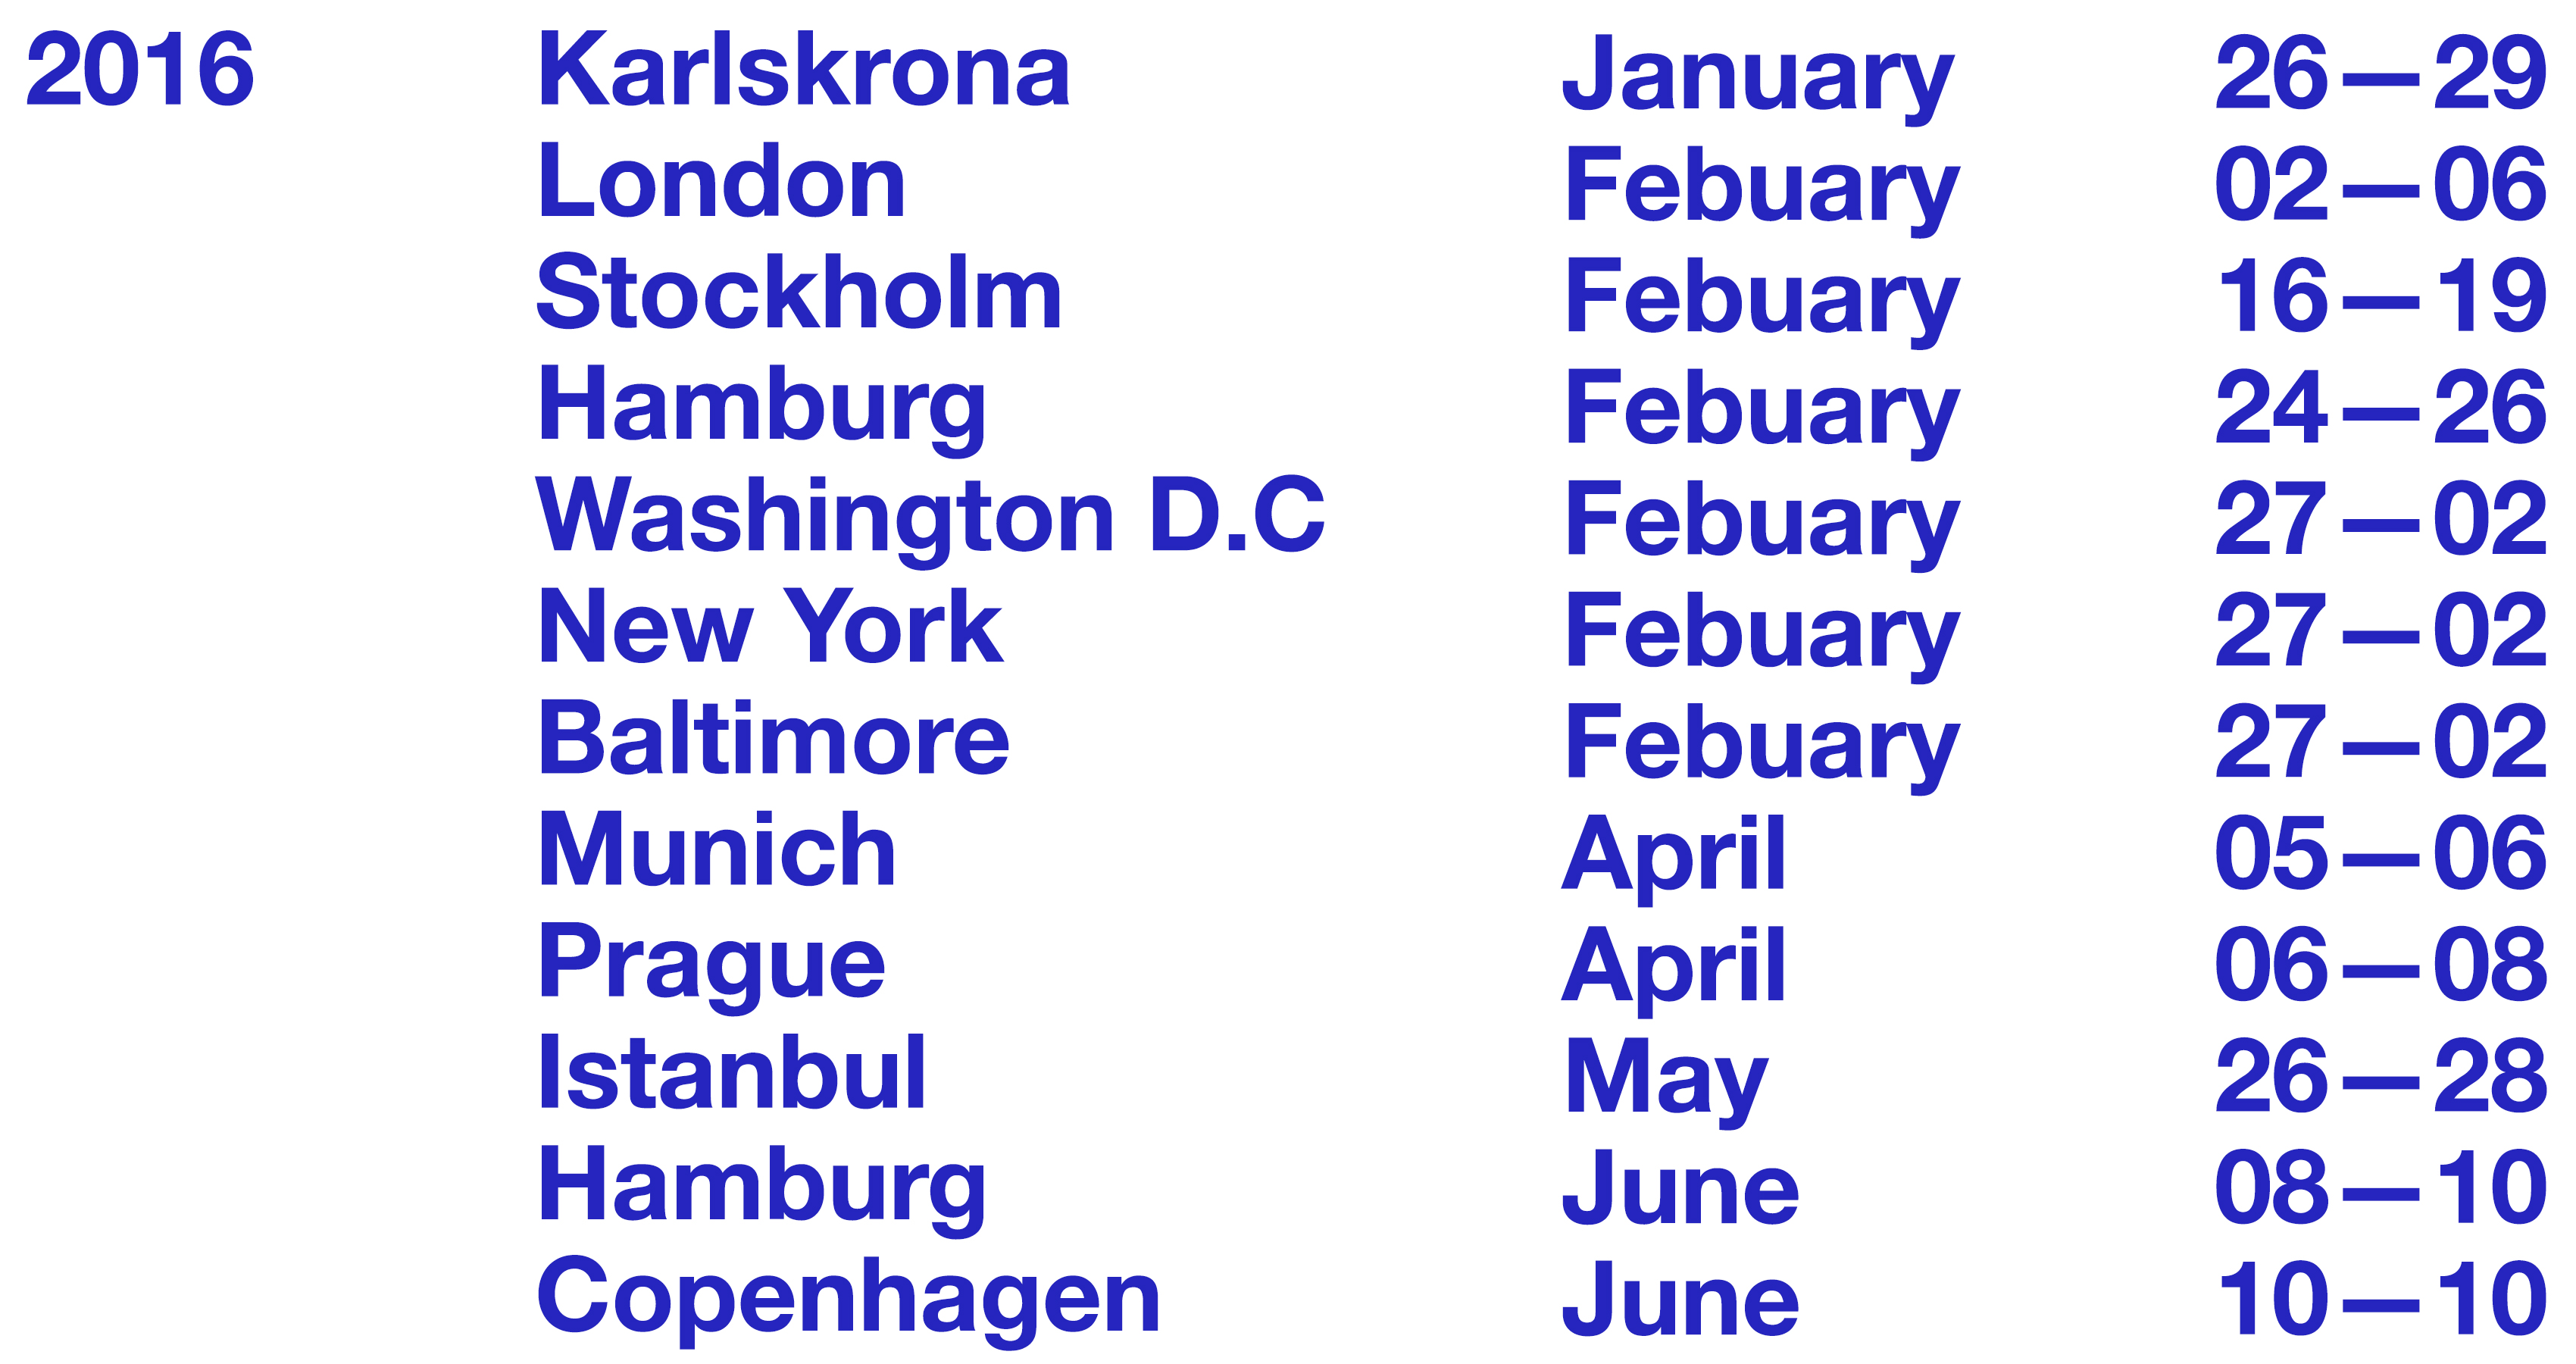 2016 Karlskrona January 26—29
London Febuary 02—06
Stockholm Febuary 16—19
Hamburg Febuary 24—26
Washington D.C Febuary 27—02
New York Febuary 27—02
Baltimore Febuary 27—02
Munich April 05—06
Prague April 06—08
Istanbul May 26—28
Hamburg June 08—10
Copenhagen June 10—10